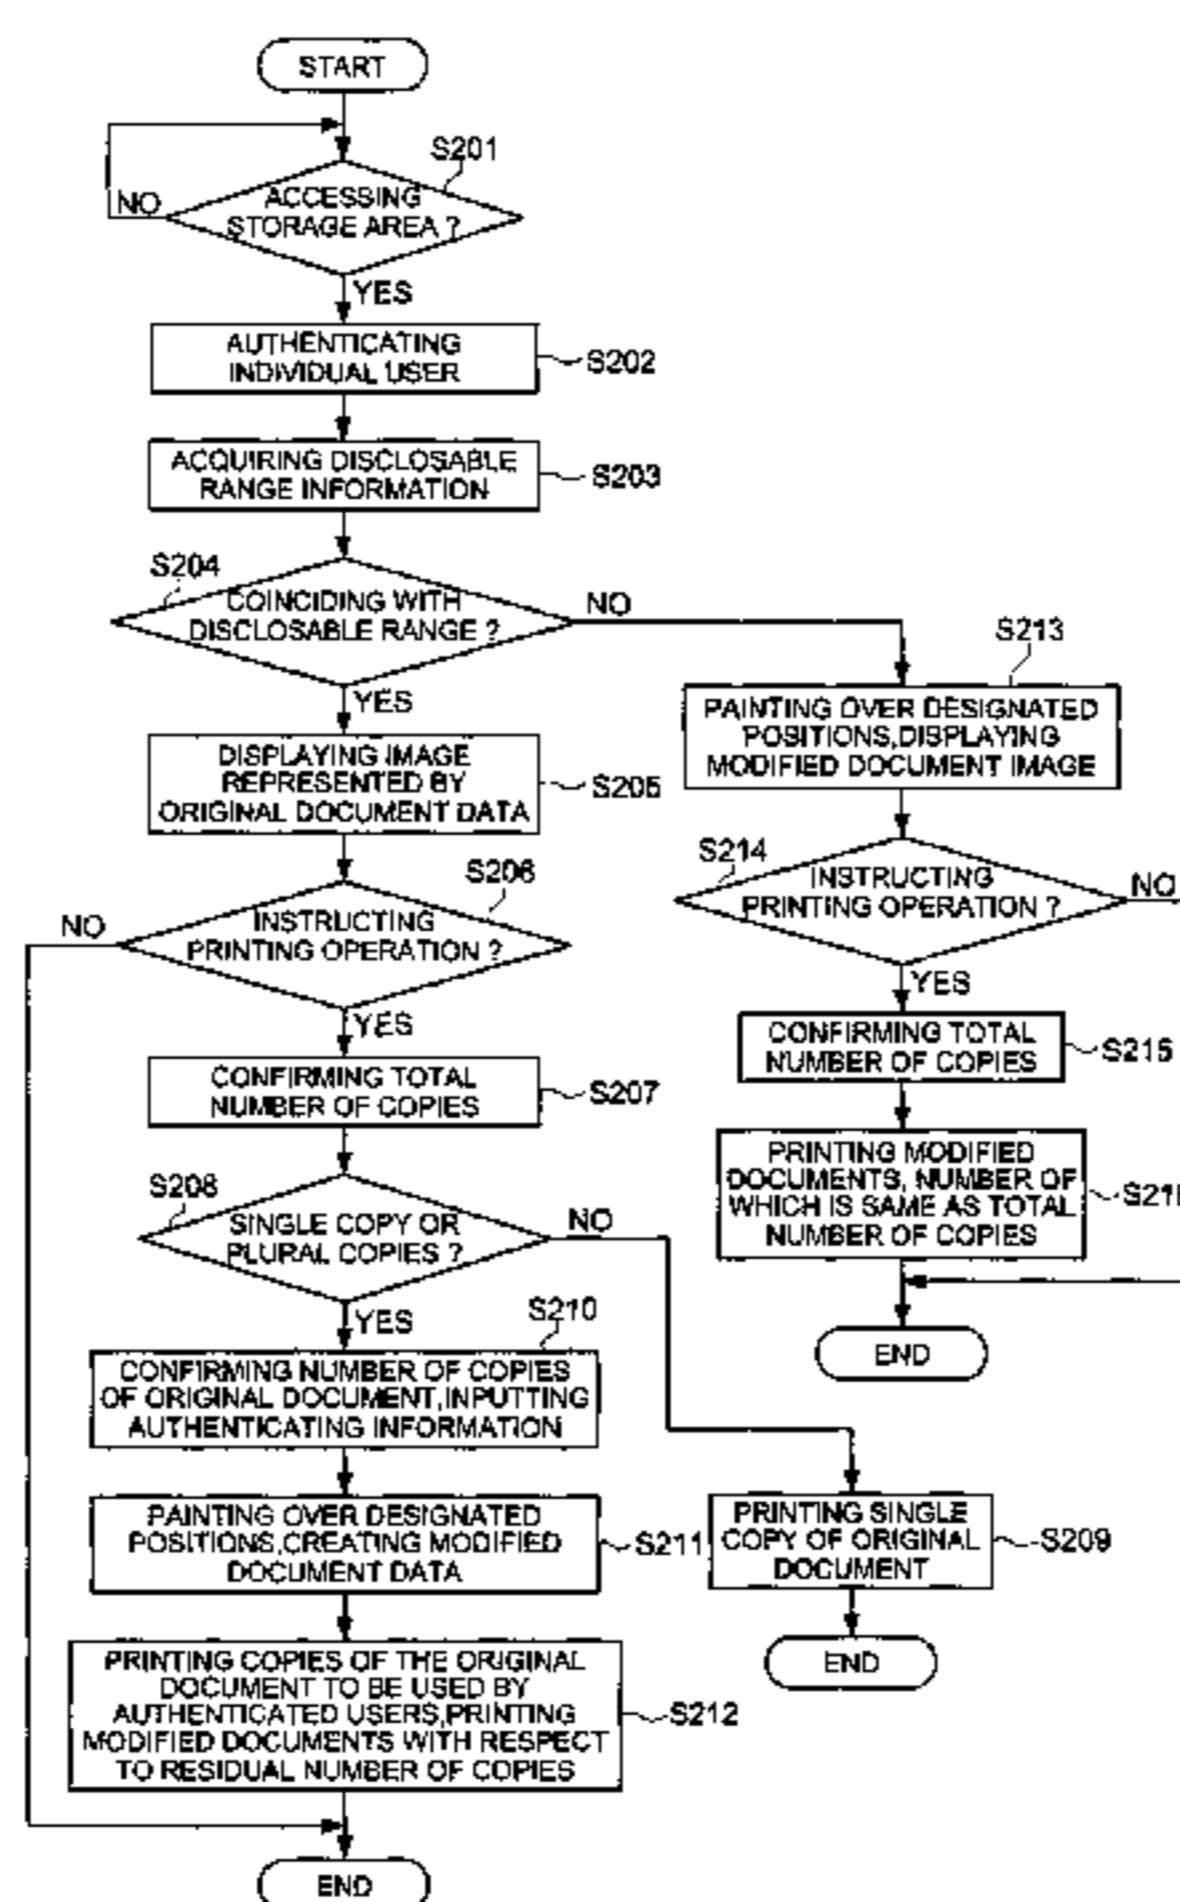 START
S201
NO
ACCESSING
STORAGE AREA ?
YES
AUTHENTICATING
INDIVIDUAL USER
S202
ACQUIRING DISCLOSABLE
RANGE INFORMATION
S203
S204
COINCIDING WITH
DISCLOSABLE RANGE ?
NO
YES
DISPLAYING IMAGE
REPRESENTED BY
ORIGINAL DOCUMENT DATA
S205
S206
INSTRUCTING
PRINTING OPERATION ?
NO
YES
CONFIRMING TOTAL
NUMBER OF COPIES
S207
S208
SINGLE COPY OR
PLURAL COPIES ?
NO
YES
S210
CONFIRMING NUMBER OF COPIES
OF ORIGINAL DOCUMENT,INPUTTING
AUTHENTICATING INFORMATION
PAINTING OVER DESIGNATED
POSITIONS,CREATING MODIFIED
DOCUMENT DATA
S211
PRINTING COPIES OF THE ORIGINAL
DOCUMENT TO BE USED BY
AUTHENTICATED USERS,PRINTING
MODIFIED DOCUMENTS WITH RESPECT
TO RESIDUAL NUMBER OF COPIES
S212
END
S213
PAINTING OVER DESIGNATED
POSITIONS,DISPLAYING
MODIFIED DOCUMENT IMAGE
S214
INSTRUCTING
PRINTING OPERATION ?
NO
YES
CONFIRMING TOTAL
NUMBER OF COPIES
S215
PRINTING MODIFIED
DOCUMENTS, NUMBER OF
WHICH IS SAME AS TOTAL
NUMBER OF COPIES
END
PRINTING SINGLE
COPY OF ORIGINAL
DOCUMENT
S209
END